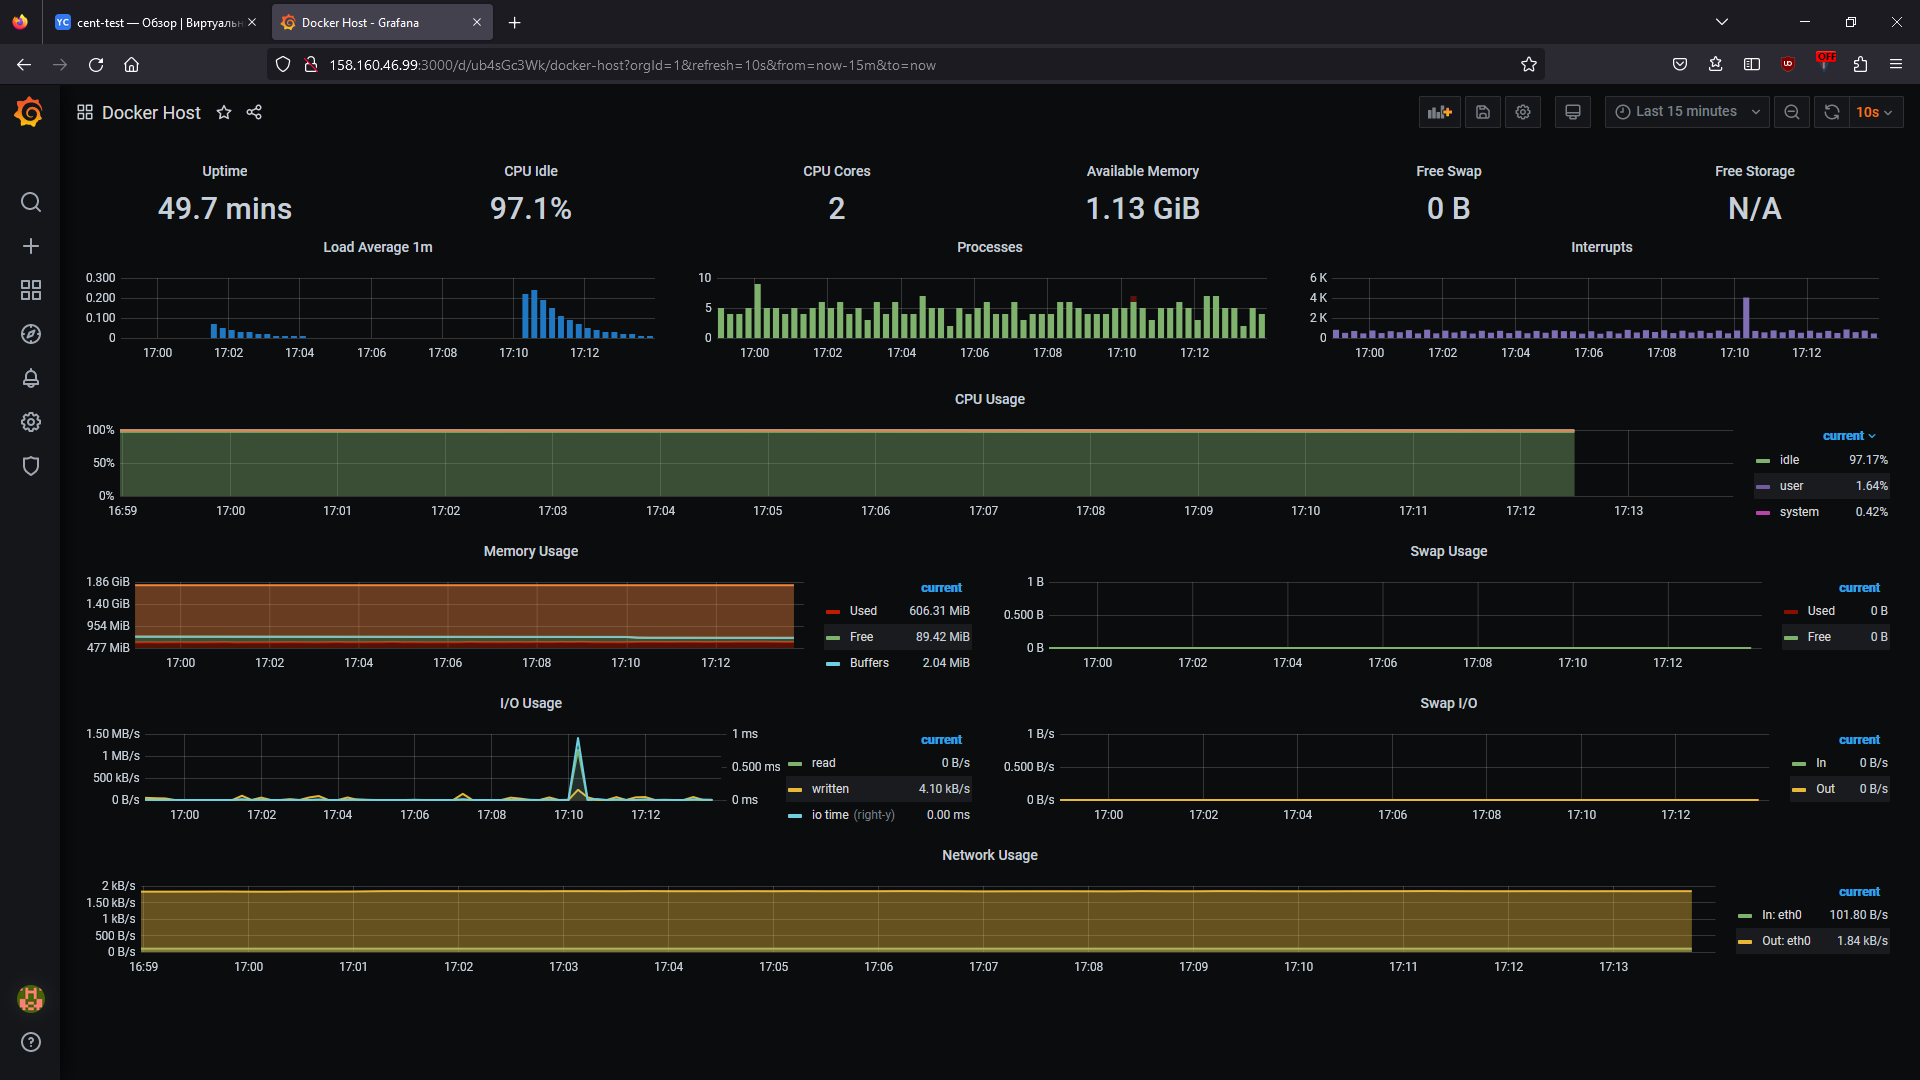 YC cent-test — Обзор | Виртуальн
Docker Host - Grafana
158.160.46.99:3000/d/ub4sGc3Wk/docker-host?orgId=1&refresh=10s&from=now-15m&to=now
UD
OFF
Docker Host
Last 15 minutes
10s
Uptime
49.7 mins
CPU Idle
97.1%
CPU Cores
2
Available Memory
1.13 GiB
Free Swap
0 B
Free Storage
N/A
Load Average 1m
0.300
0.200
0.100
0
17:00 17:02 17:04 17:06 17:08 17:10 17:12
Processes
10
5
0
17:00 17:02 17:04 17:06 17:08 17:10 17:12
Interrupts
6 K
4 K
2 K
0
17:00 17:02 17:04 17:06 17:08 17:10 17:12
CPU Usage
100%
50%
0%
16:59 17:00 17:01 17:02 17:03 17:04 17:05 17:06 17:07 17:08 17:09 17:10 17:11 17:12 17:13
current
idle 97.17%
user 1.64%
system 0.42%
Memory Usage
1.86 GiB
1.40 GiB
954 MiB
477 MiB
17:00 17:02 17:04 17:06 17:08 17:10 17:12
current
Used 606.31 MiB
Free 89.42 MiB
Buffers 2.04 MiB
Swap Usage
1 B
0.500 B
0 B
17:00 17:02 17:04 17:06 17:08 17:10 17:12
current
Used 0 B
Free 0 B
I/O Usage
1.50 MB/s
1 MB/s
500 kB/s
0 B/s
1 ms
0.500 ms
0 ms
17:00 17:02 17:04 17:06 17:08 17:10 17:12
current
read 0 B/s
written 4.10 kB/s
io time (right-y) 0.00 ms
Swap I/O
1 B/s
0.500 B/s
0 B/s
17:00 17:02 17:04 17:06 17:08 17:10 17:12
current
In 0 B/s
Out 0 B/s
Network Usage
2 kB/s
1.50 kB/s
1 kB/s
500 B/s
0 B/s
16:59 17:00 17:01 17:02 17:03 17:04 17:05 17:06 17:07 17:08 17:09 17:10 17:11 17:12 17:13
current
In: eth0 101.80 B/s
Out: eth0 1.84 kB/s